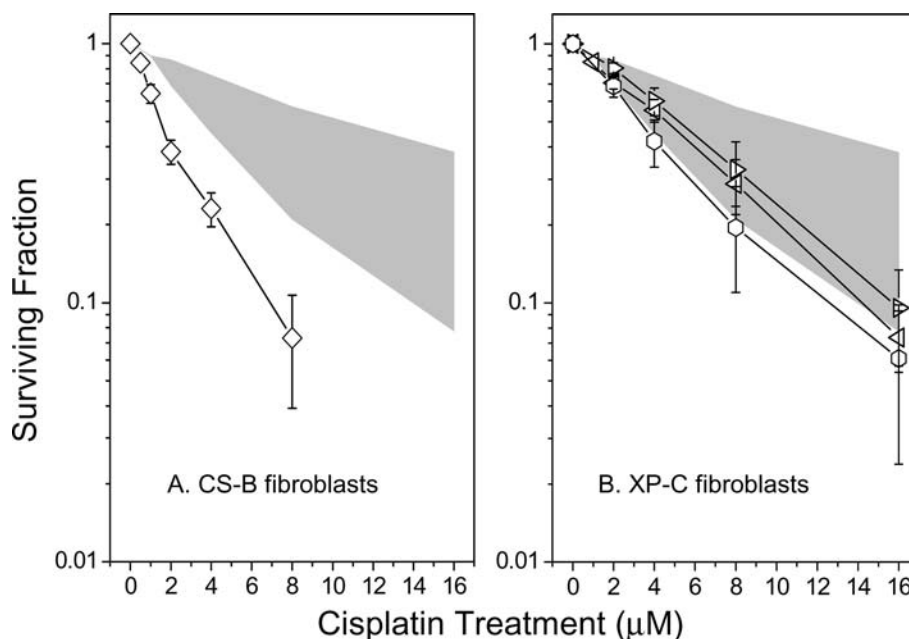 1
0.1
0.01
Surviving Fraction
A. CS-B fibroblasts
0 2 4 6 8 10 12 14 16
1
0.1
0.01
B. XP-C fibroblasts
0 2 4 6 8 10 12 14 16
Cisplatin Treatment (μM)